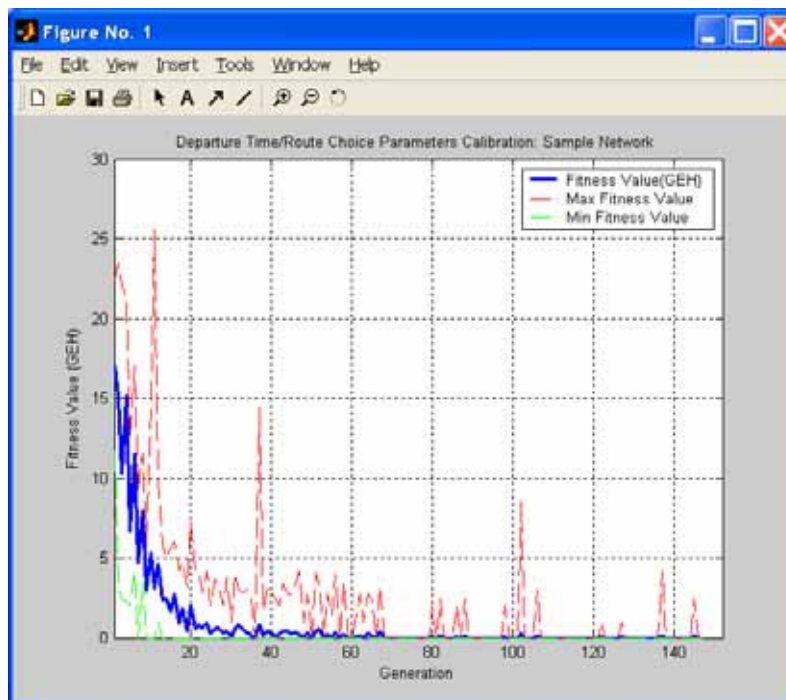 Figure No. 1
File Edit View Insert Tools Window Help
Departure Time/Route Choice Parameters Calibration: Sample Network
Fitness Value(GEH)
Max Fitness Value
Min Fitness Value
Fitness Value (GEH)
30
25
20
15
10
5
0
20 40 60 80 100 120 140
Generation